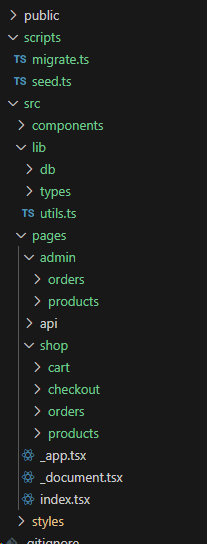 public
scripts
TS migrate.ts
TS seed.ts
src
components
lib
db
types
TS utils.ts
pages
admin
orders
products
api
shop
cart
checkout
orders
products
_app.tsx
_document.tsx
index.tsx
styles
.gitignore